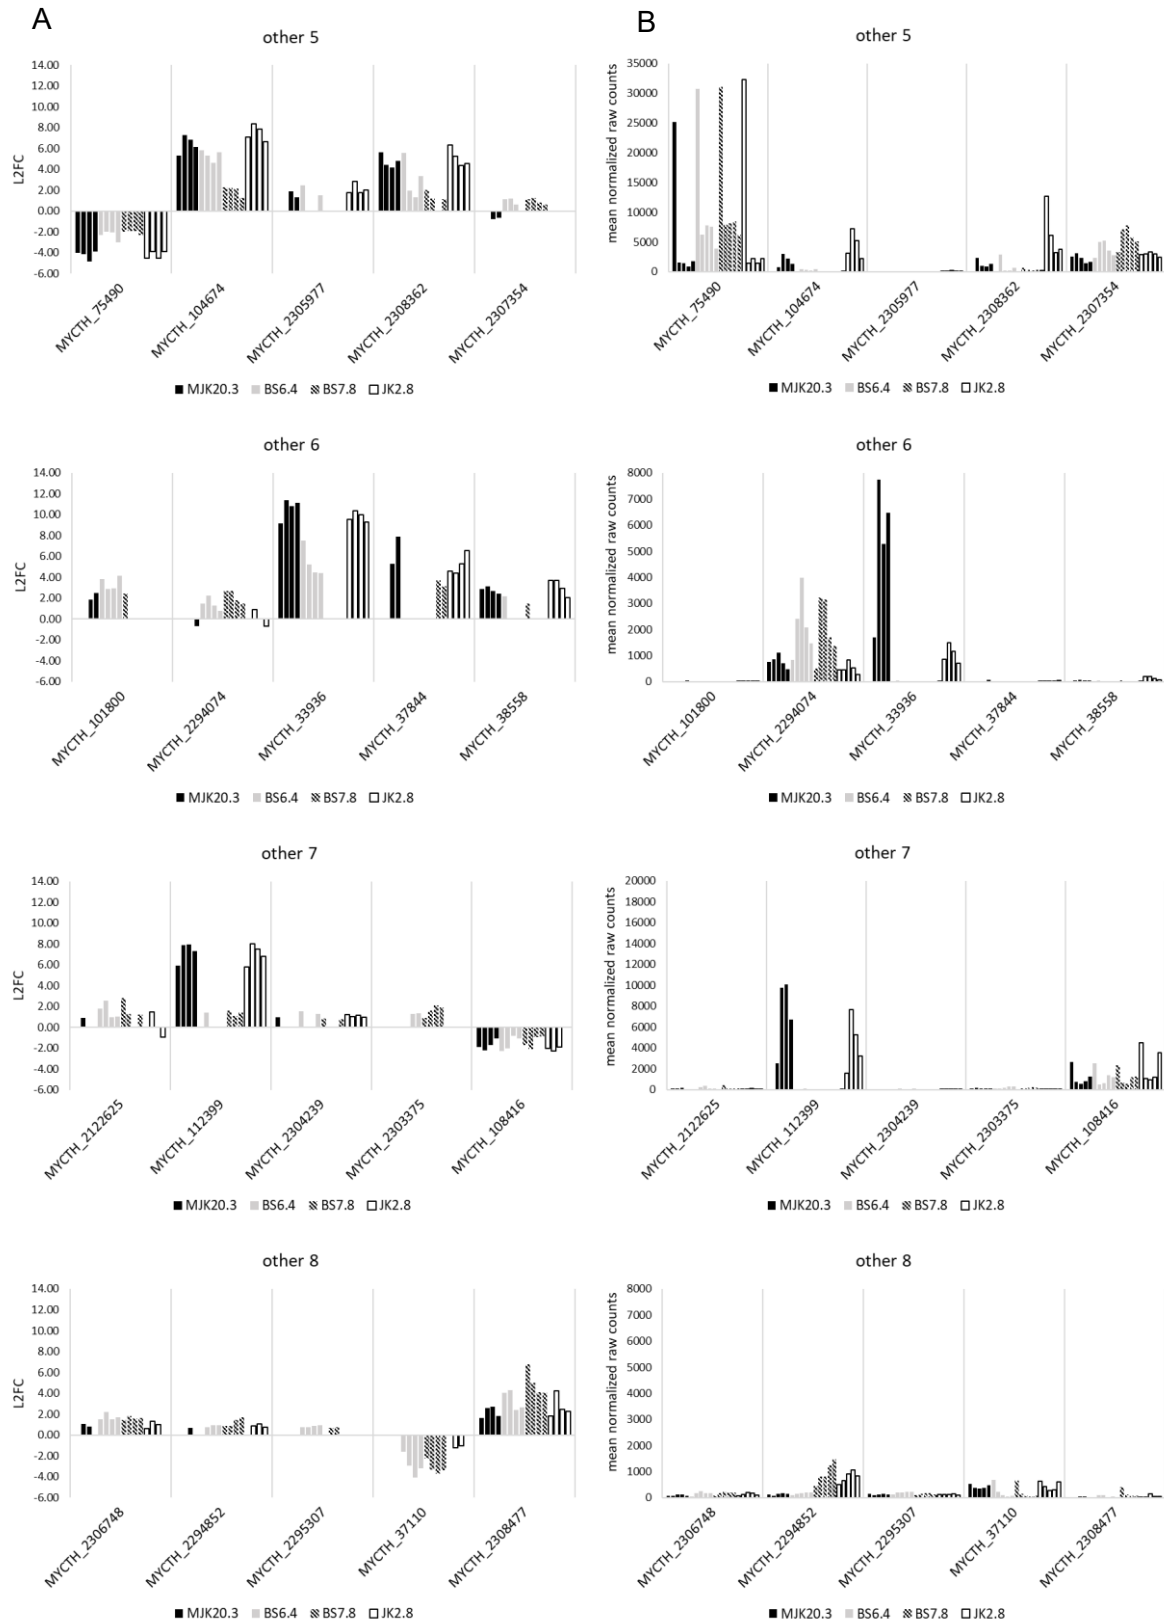 A
B
other 5
14.00
12.00
10.00
8.00
6.00
4.00
2.00
0.00
-2.00
-4.00
-6.00
L2FC
MYCTH_75490
MYCTH_104674
MYCTH_2305977
MYCTH_2308362
MYCTH_2307354
MJK20.3 BS6.4 BS7.8 JK2.8
other 5
35000
30000
25000
20000
15000
10000
5000
0
mean normalized raw counts
MYCTH_75490
MYCTH_104674
MYCTH_2305977
MYCTH_2308362
MYCTH_2307354
MJK20.3 BS6.4 BS7.8 JK2.8
other 6
14.00
12.00
10.00
8.00
6.00
4.00
2.00
0.00
-2.00
-4.00
-6.00
L2FC
MYCTH_101800
MYCTH_2294074
MYCTH_33936
MYCTH_37844
MYCTH_38558
MJK20.3 BS6.4 BS7.8 JK2.8
other 6
8000
7000
6000
5000
4000
3000
2000
1000
0
mean normalized raw counts
MYCTH_101800
MYCTH_2294074
MYCTH_33936
MYCTH_37844
MYCTH_38558
MJK20.3 BS6.4 BS7.8 JK2.8
other 7
14.00
12.00
10.00
8.00
6.00
4.00
2.00
0.00
-2.00
-4.00
-6.00
L2FC
MYCTH_2122625
MYCTH_112399
MYCTH_2304239
MYCTH_2303375
MYCTH_108416
MJK20.3 BS6.4 BS7.8 JK2.8
other 7
20000
18000
16000
14000
12000
10000
8000
6000
4000
2000
0
mean normalized raw counts
MYCTH_2122625
MYCTH_112399
MYCTH_2304239
MYCTH_2303375
MYCTH_108416
MJK20.3 BS6.4 BS7.8 JK2.8
other 8
14.00
12.00
10.00
8.00
6.00
4.00
2.00
0.00
-2.00
-4.00
-6.00
L2FC
MYCTH_2306748
MYCTH_2294852
MYCTH_2295307
MYCTH_37110
MYCTH_2308477
MJK20.3 BS6.4 BS7.8 JK2.8
other 8
8000
7000
6000
5000
4000
3000
2000
1000
0
mean normalized raw counts
MYCTH_2306748
MYCTH_2294852
MYCTH_2295307
MYCTH_37110
MYCTH_2308477
MJK20.3 BS6.4 BS7.8 JK2.8